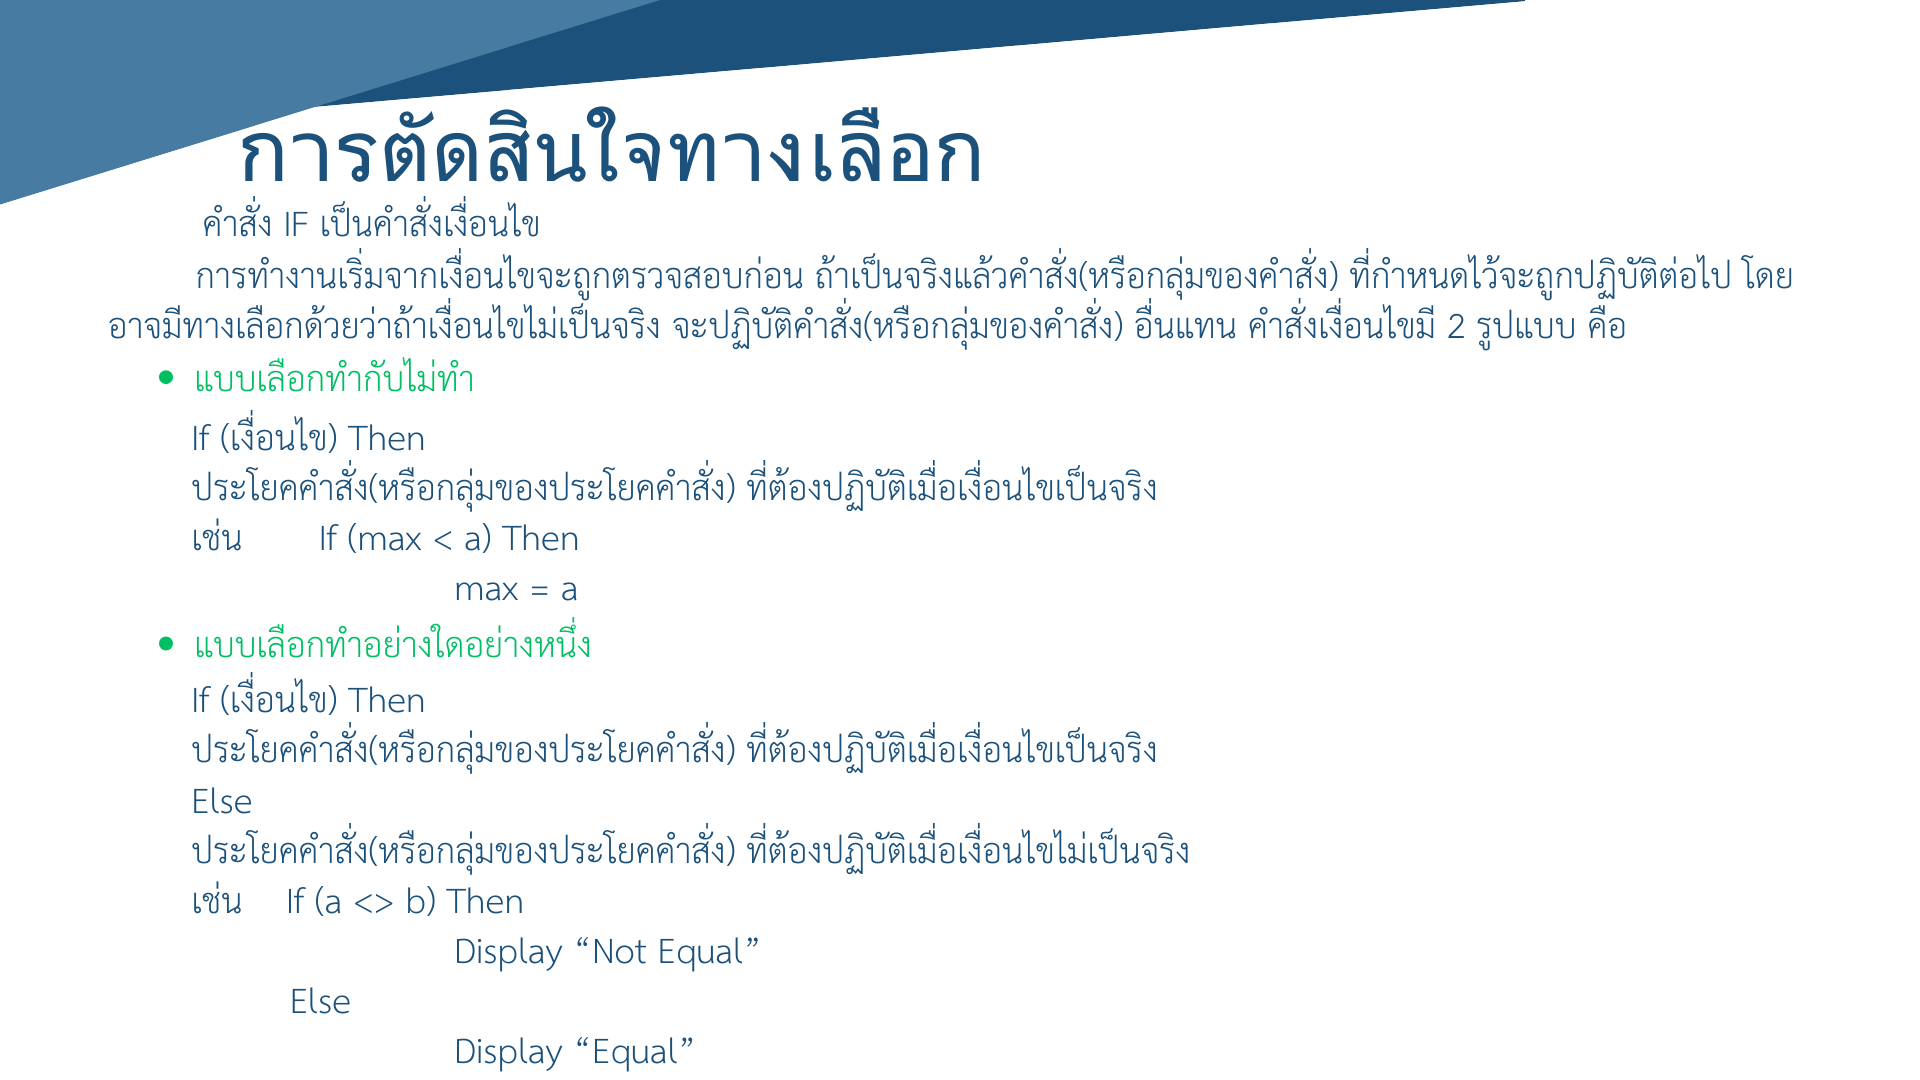 การตัดสินใจทางเลือก
คำสั่ง IF เป็นคำสั่งเงื่อนไข
การทำงานเริ่มจากเงื่อนไขจะถูกตรวจสอบก่อน ถ้าเป็นจริงแล้วคำสั่ง(หรือกลุ่มของคำสั่ง) ที่กำหนดไว้จะถูกปฏิบัติต่อไป โดย
อาจมีทางเลือกด้วยว่าถ้าเงื่อนไขไม่เป็นจริง จะปฏิบัติคำสั่ง(หรือกลุ่มของคำสั่ง) อื่นแทน คำสั่งเงื่อนไขมี 2 รูปแบบ คือ
• แบบเลือกทำกับไม่ทำ
If (เงื่อนไข) Then
ประโยคคำสั่ง(หรือกลุ่มของประโยคคำสั่ง) ที่ต้องปฏิบัติเมื่อเงื่อนไขเป็นจริง
เช่น If (max < a) Then
max = a
• แบบเลือกทำอย่างใดอย่างหนึ่ง
If (เงื่อนไข) Then
ประโยคคำสั่ง(หรือกลุ่มของประโยคคำสั่ง) ที่ต้องปฏิบัติเมื่อเงื่อนไขเป็นจริง
Else
ประโยคคำสั่ง(หรือกลุ่มของประโยคคำสั่ง) ที่ต้องปฏิบัติเมื่อเงื่อนไขไม่เป็นจริง
เช่น If (a <> b) Then
Display “Not Equal”
Else
Display “Equal”